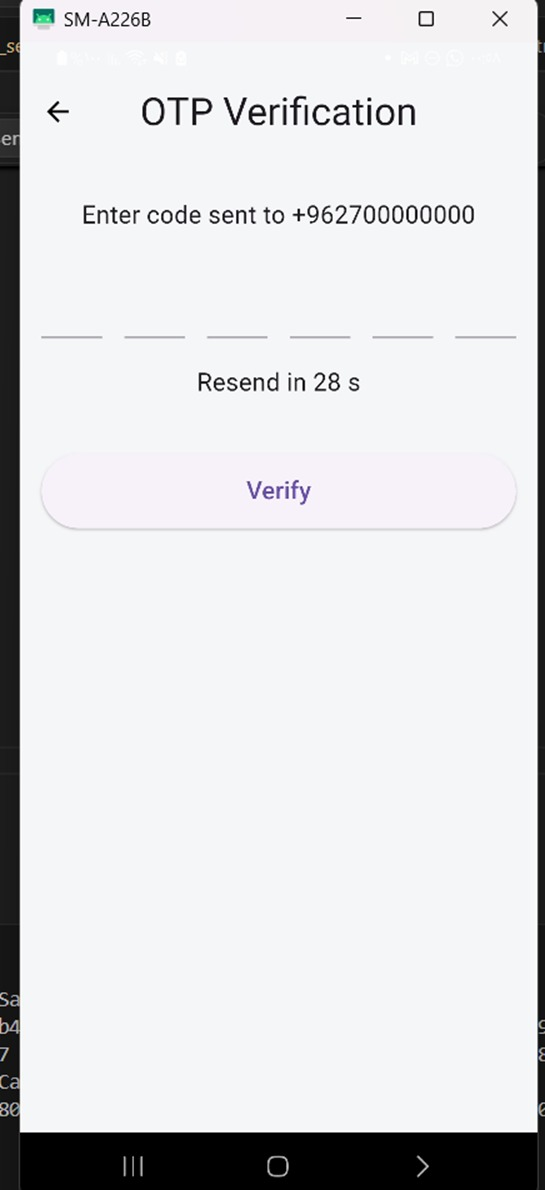 SM-A226B
OTP Verification
Enter code sent to +962700000000
Resend in 28 s
Verify